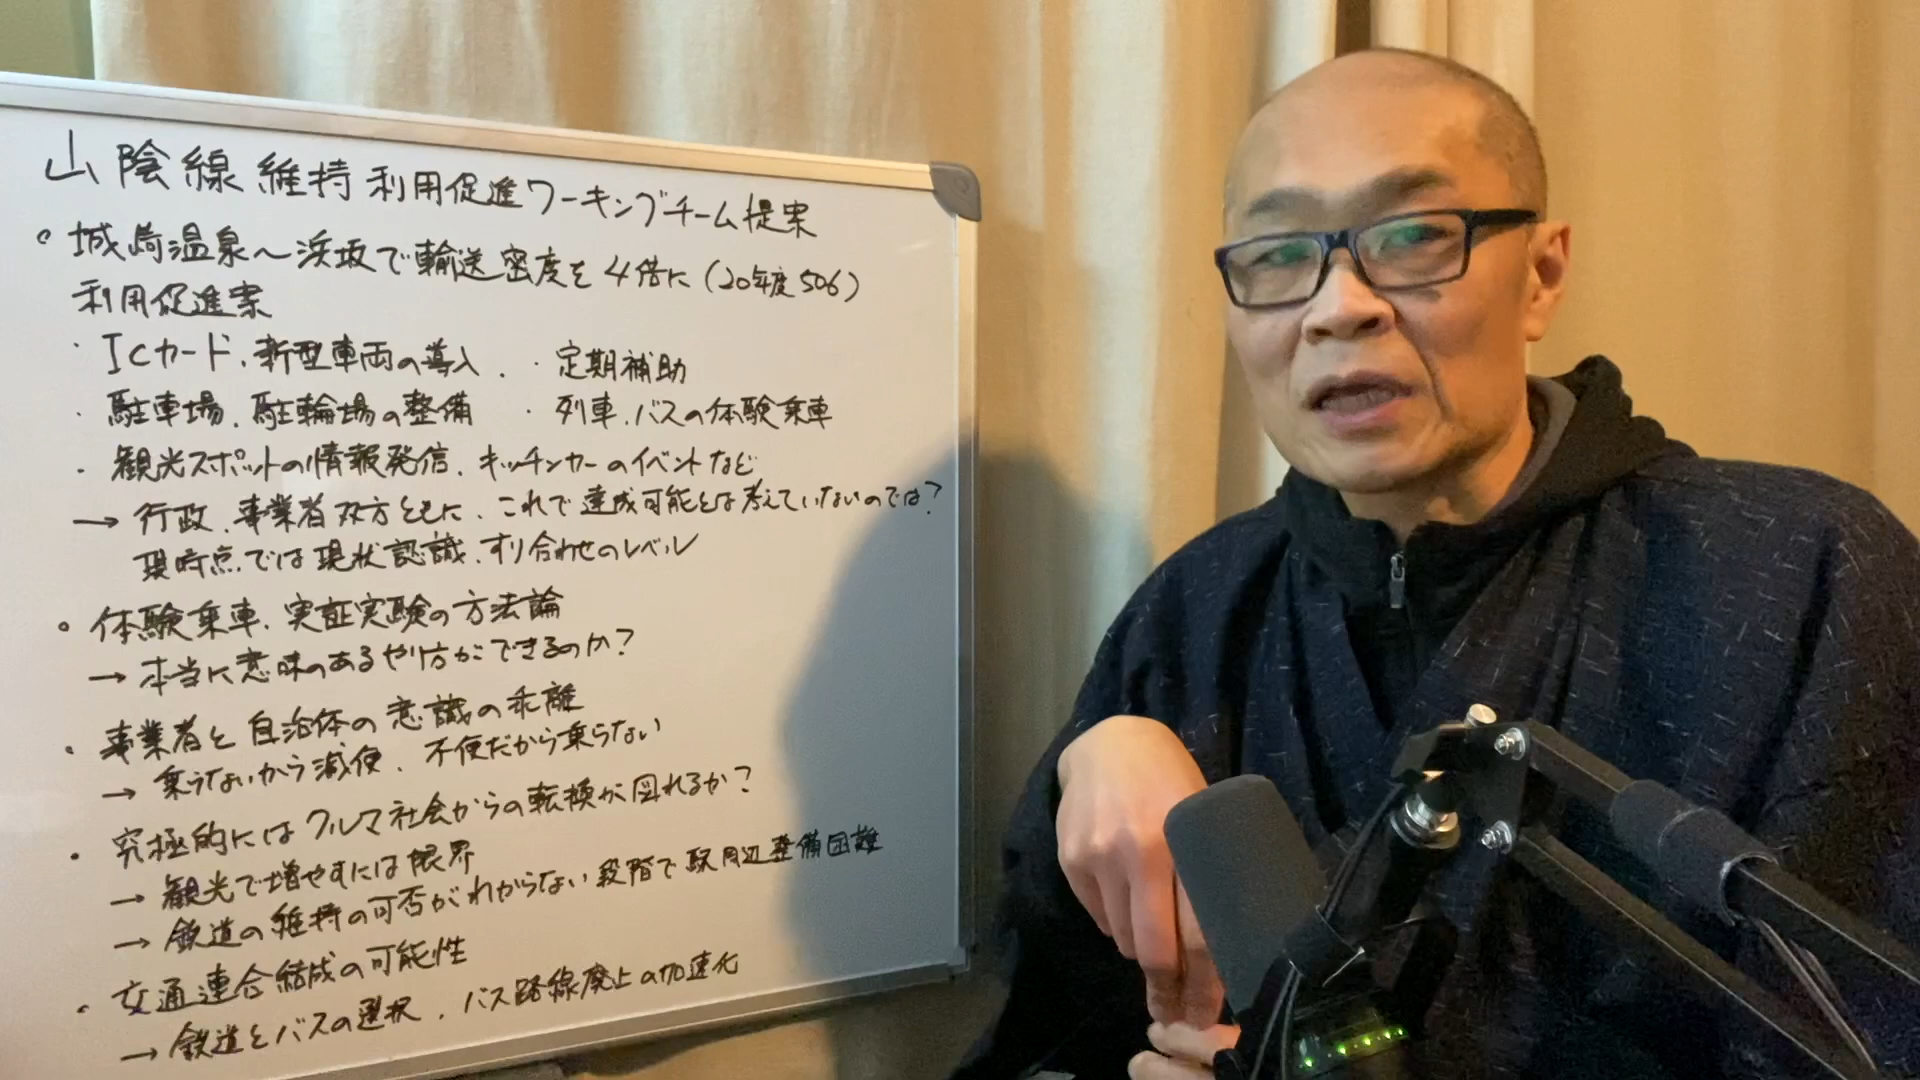 山陰線維持利用促進ワーキングチーム提案
• 城崎温泉〜浜坂で輸送密度を4倍に(20年度506)
利用促進案
・ICカード、新型車両の導入、 ・定期補助
・駐車場、駐輪場の整備 ・列車、バスの体験乗車
・観光スポットの情報発信、キッチンカーのイベントなど
→ 行政、事業者双方ともに、これで達成可能とは考えていないのでは?
現時点では現状認識、すり合わせのレベル
• 体験乗車、実証実験の方法論
→ 本当に意味のあるやり方ができるのか?
• 事業者と自治体の意識の乖離
→ 乗らないから減便、不便だから乗らない
• 究極的にはクルマ社会からの転換が図れるか?
→ 観光で増やすには限界
→ 鉄道の維持の可否がわからない段階で駅周辺整備困難
• 交通連合結成の可能性
→ 鉄道とバスの選択、バス路線廃止の加速化